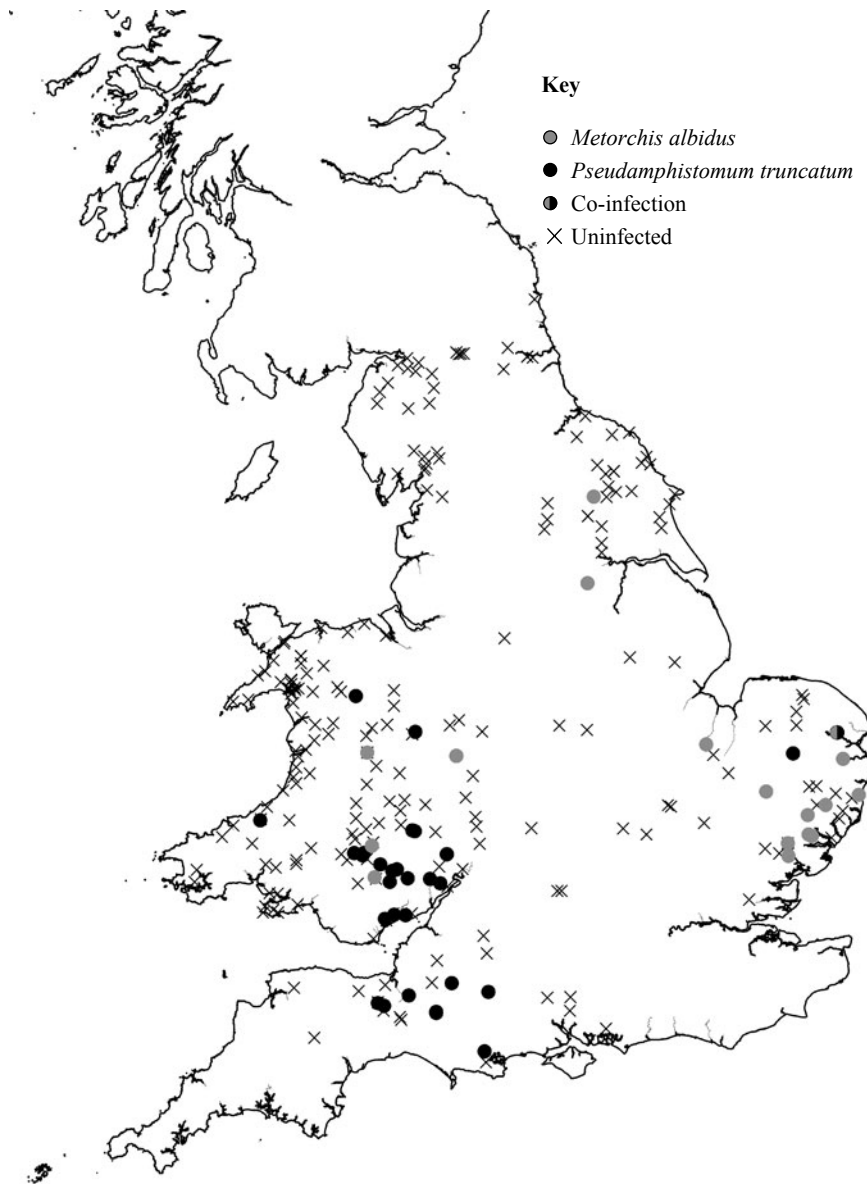 Key
Metorchis albidus
Pseudamphistomum truncatum
Co-infection
Uninfected